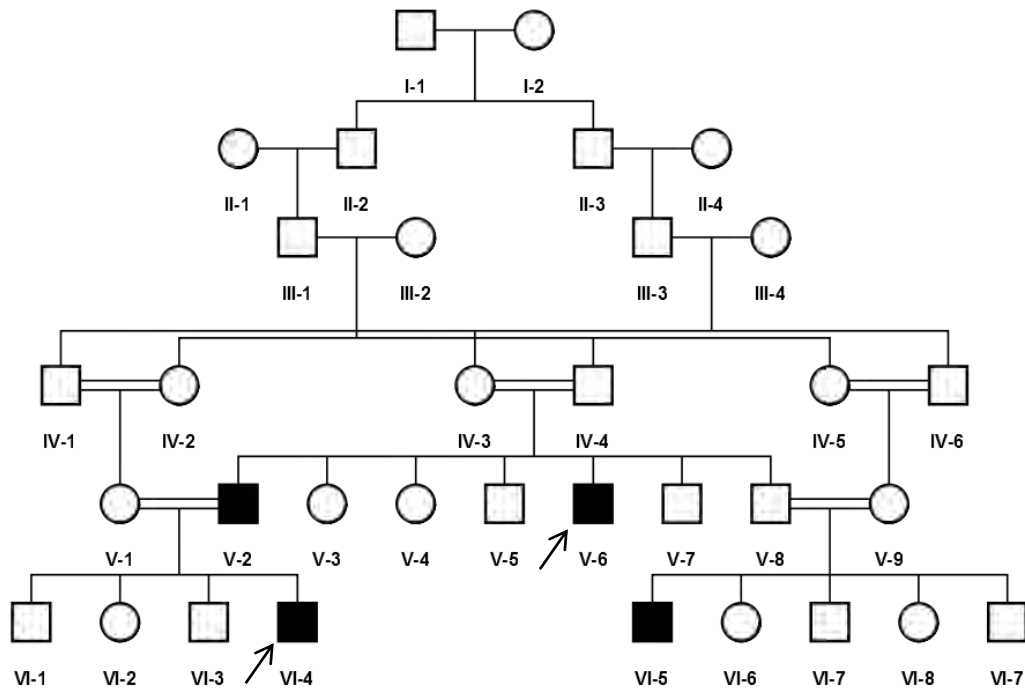 I-1 I-2
II-1 II-2 II-3 II-4
III-1 III-2 III-3 III-4
IV-1 IV-2 IV-3 IV-4 IV-5 IV-6
V-1 V-2 V-3 V-4 V-5 V-6 V-7 V-8 V-9
VI-1 VI-2 VI-3 VI-4 VI-5 VI-6 VI-7 VI-8 VI-7